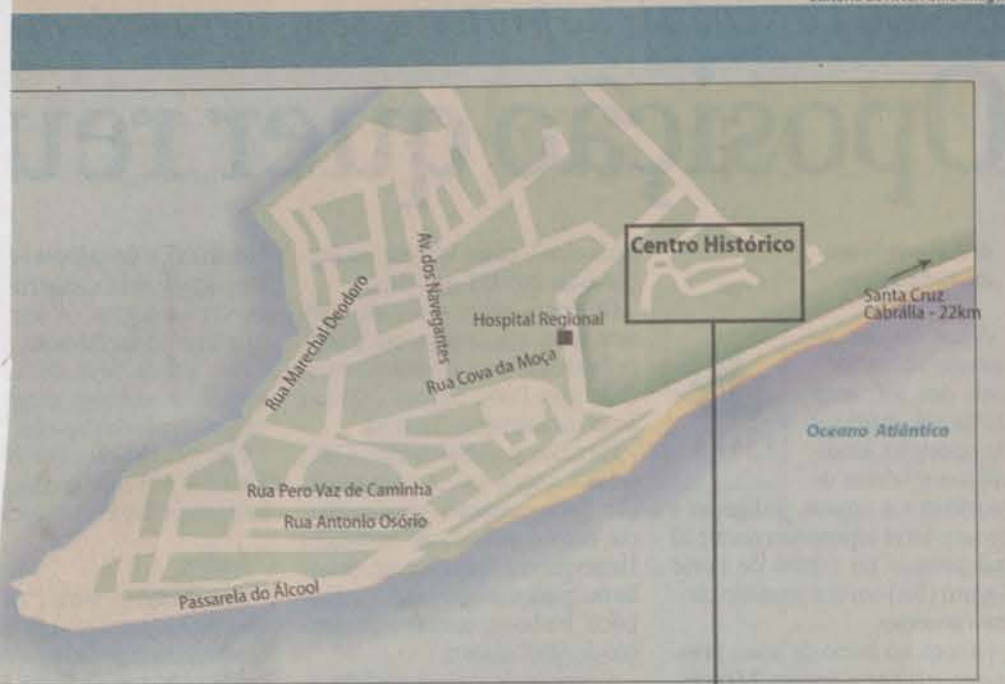 Centro Histórico
Santa Cruz
Cabrália - 22km
Av. dos Navegantes
Rua Marechal Deodoro
Hospital Regional
Rua Cova da Moça
Oceano Atlântico
Rua Pero Vaz de Caminha
Rua Antonio Osório
Passarela do Álcool